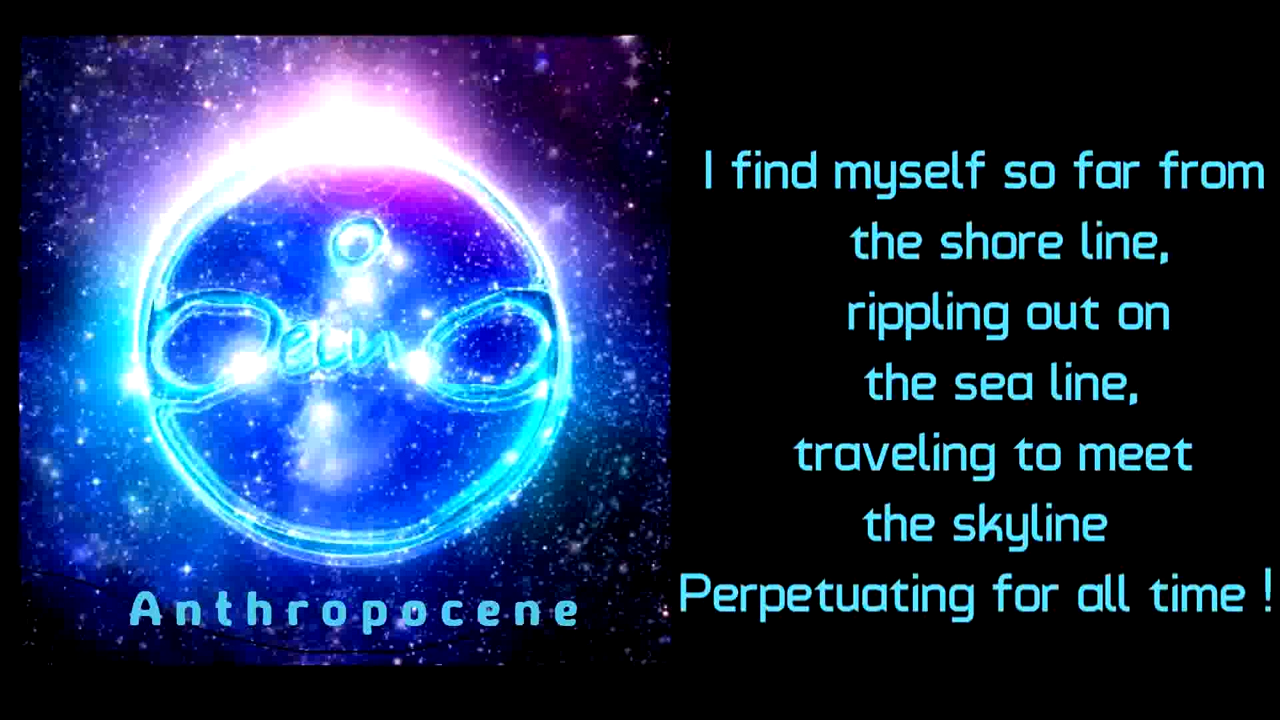 Anthropocene
I find myself so far from
the shore line,
rippling out on
the sea line,
traveling to meet
the skyline
Perpetuating for all time !